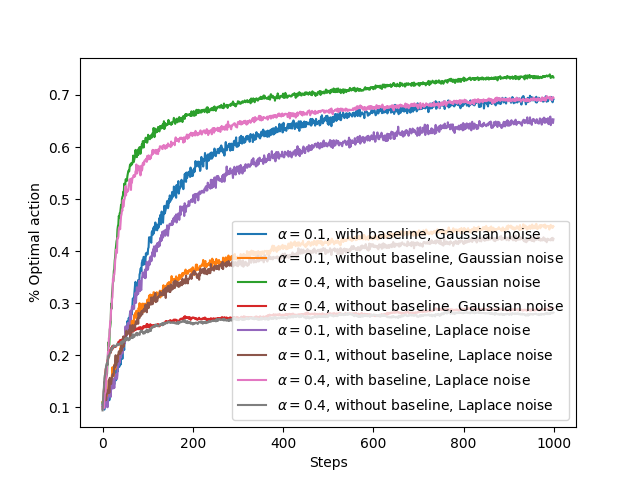 % Optimal action
0.7
0.6
0.5
0.4
0.3
0.2
0.1
α = 0.1, with baseline, Gaussian noise
α = 0.1, without baseline, Gaussian noise
α = 0.4, with baseline, Gaussian noise
α = 0.4, without baseline, Gaussian noise
α = 0.1, with baseline, Laplace noise
α = 0.1, without baseline, Laplace noise
α = 0.4, with baseline, Laplace noise
α = 0.4, without baseline, Laplace noise
0 200 400 600 800 1000
Steps